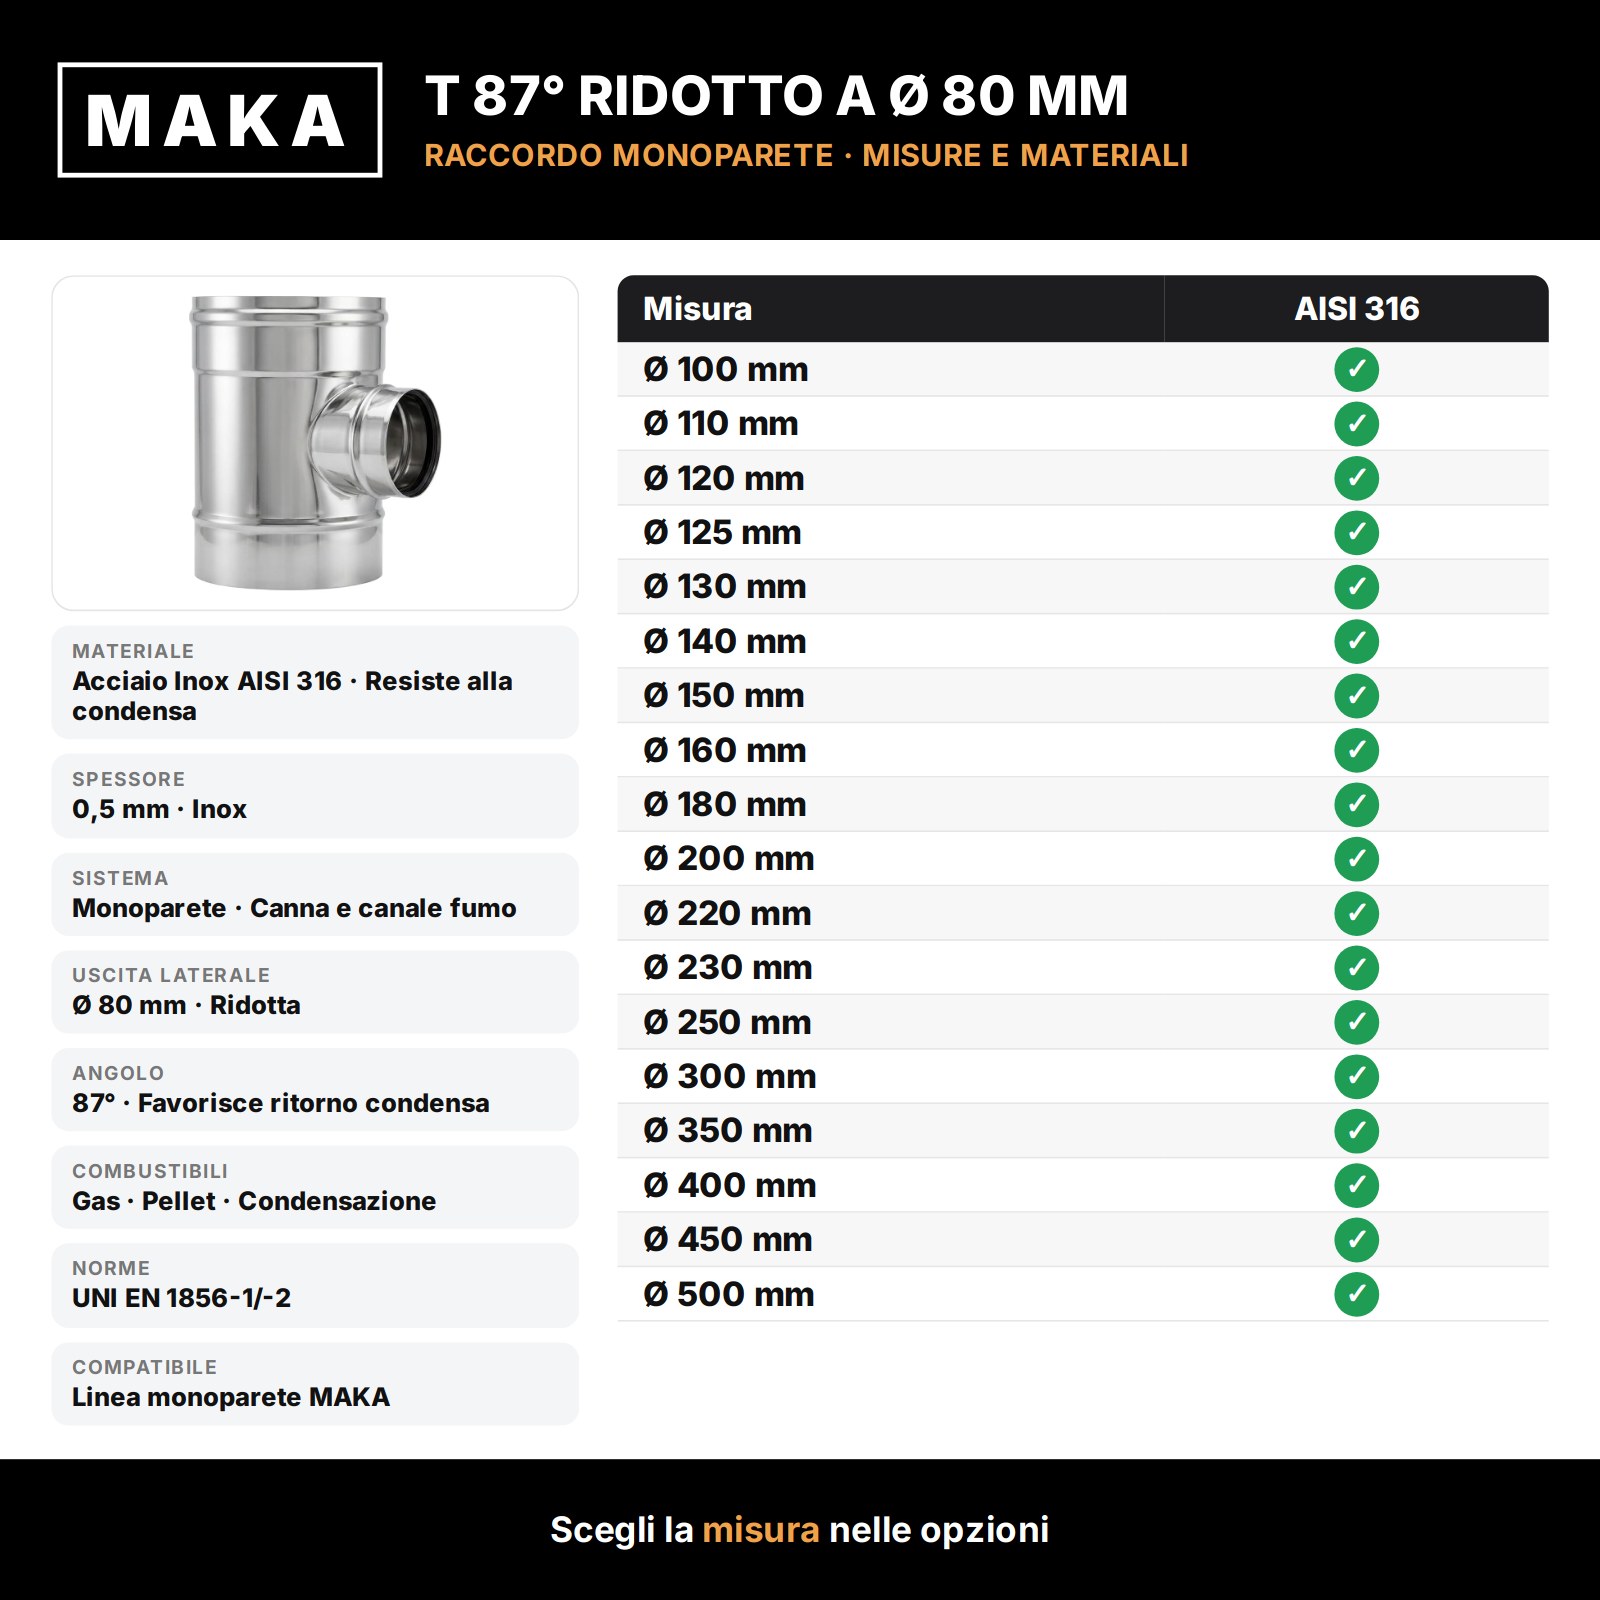 MAKA
T 87° RIDOTTO A Ø 80 MM
RACCORDO MONOPARETE · MISURE E MATERIALI
MATERIALE
Acciaio Inox AISI 316 · Resiste alla
condensa
SPESSORE
0,5 mm · Inox
SISTEMA
Monoparete · Canna e canale fumo
USCITA LATERALE
Ø 80 mm · Ridotta
ANGOLO
87° · Favorisce ritorno condensa
COMBUSTIBILI
Gas · Pellet · Condensazione
NORME
UNI EN 1856-1/-2
COMPATIBILE
Linea monoparete MAKA
Misura AISI 316
Ø 100 mm ✓
Ø 110 mm ✓
Ø 120 mm ✓
Ø 125 mm ✓
Ø 130 mm ✓
Ø 140 mm ✓
Ø 150 mm ✓
Ø 160 mm ✓
Ø 180 mm ✓
Ø 200 mm ✓
Ø 220 mm ✓
Ø 230 mm ✓
Ø 250 mm ✓
Ø 300 mm ✓
Ø 350 mm ✓
Ø 400 mm ✓
Ø 450 mm ✓
Ø 500 mm ✓
Scegli la misura nelle opzioni